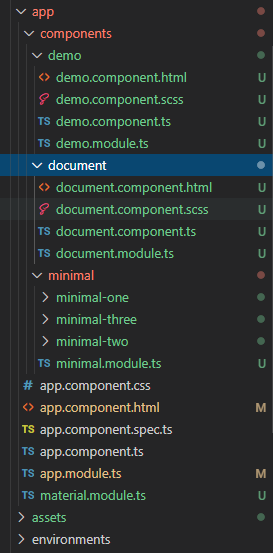 app
components
demo
demo.component.html U
demo.component.scss U
TS demo.component.ts U
TS demo.module.ts U
document
document.component.html U
document.component.scss U
TS document.component.ts U
TS document.module.ts U
minimal
minimal-one
minimal-three
minimal-two
TS minimal.module.ts U
# app.component.css
app.component.html M
TS app.component.spec.ts
TS app.component.ts
TS app.module.ts M
TS material.module.ts U
assets
environments